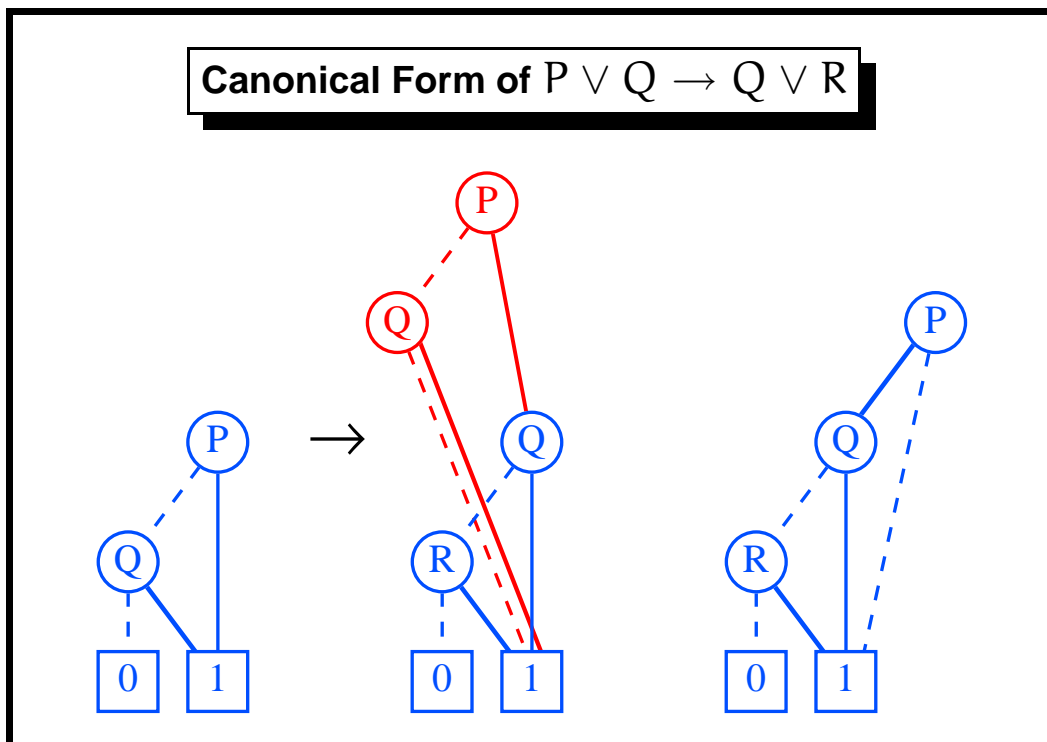 Canonical Form of P ∨ Q → Q ∨ R
P
Q P
P → Q Q
Q R R
0 1 0 1 0 1